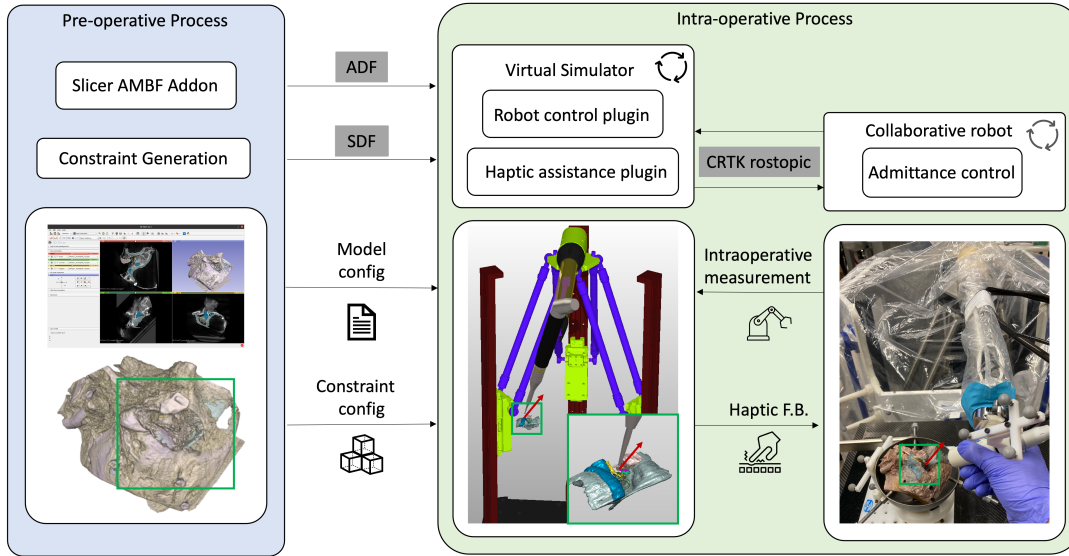 Pre-operative Process
Slicer AMBF Addon
Constraint Generation
ADF
SDF
Model
config
Constraint
config
Intra-operative Process
Virtual Simulator
Robot control plugin
Haptic assistance plugin
CRTK rostopic
Collaborative robot
Admittance control
Intraoperative
measurement
Haptic F.B.